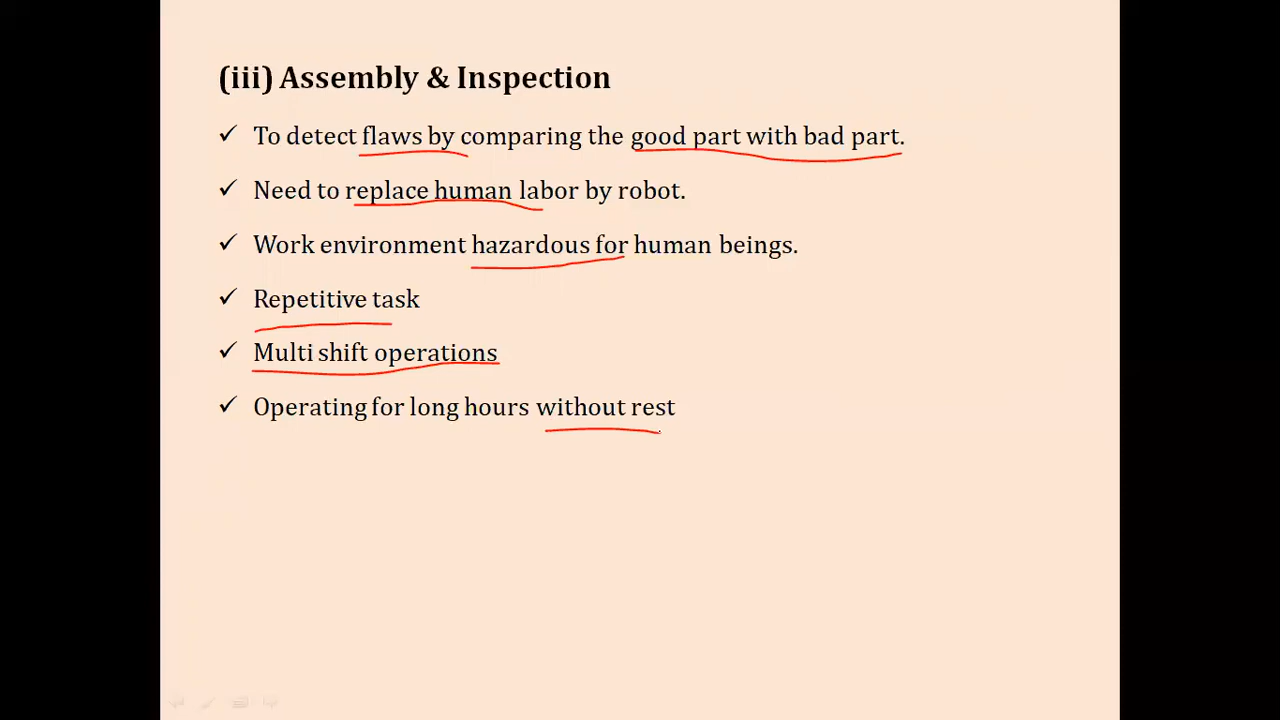 (iii) Assembly & Inspection
✓ To detect flaws by comparing the good part with bad part.
✓ Need to replace human labor by robot.
✓ Work environment hazardous for human beings.
✓ Repetitive task
✓ Multi shift operations
✓ Operating for long hours without rest